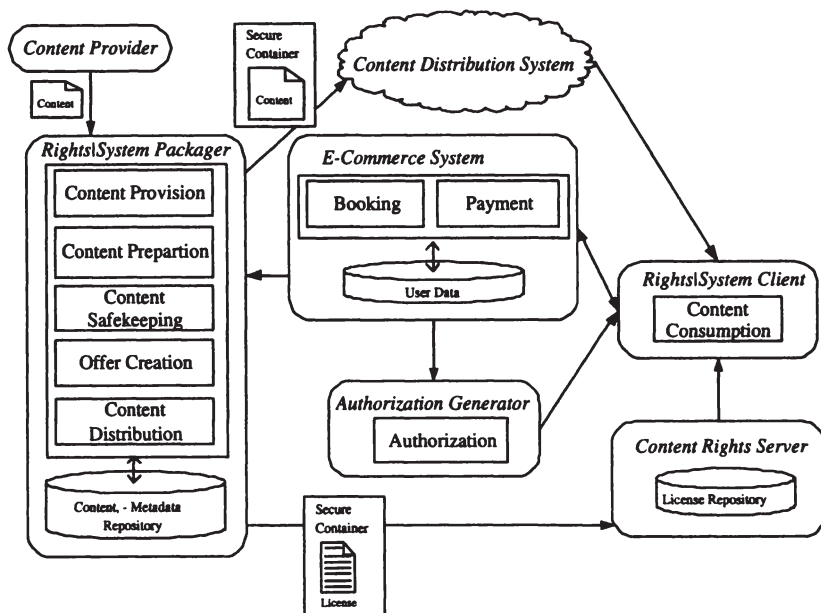 Content Provider
Content
Secure
Container
Content
Content Distribution System
Rights\System Packager
Content Provision
Content Prepartion
Content
Safekeeping
Offer Creation
Content
Distribution
Content, - Metadata
Repository
E-Commerce System
Booking
Payment
User Data
Authorization Generator
Authorization
Rights\System Client
Content
Consumption
Content Rights Server
License Repository
Secure
Container
License